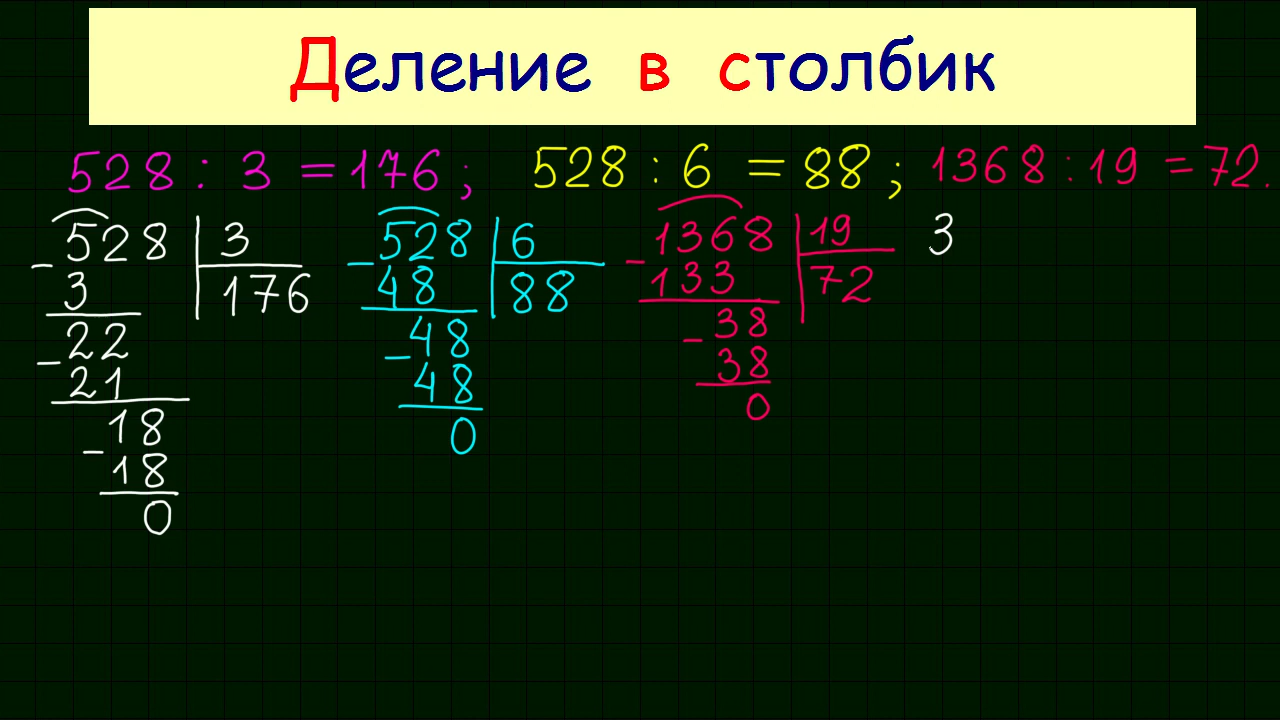 Деление в столбик
528 : 3 = 176 ; 528 : 6 = 88 ; 1368 : 19 = 72.
528 | 3
- 3 | 176
22
- 21
18
- 18
0
528 | 6
- 48 | 88
48
- 48
0
1368 | 19
- 133 | 72
38
- 38
0
3